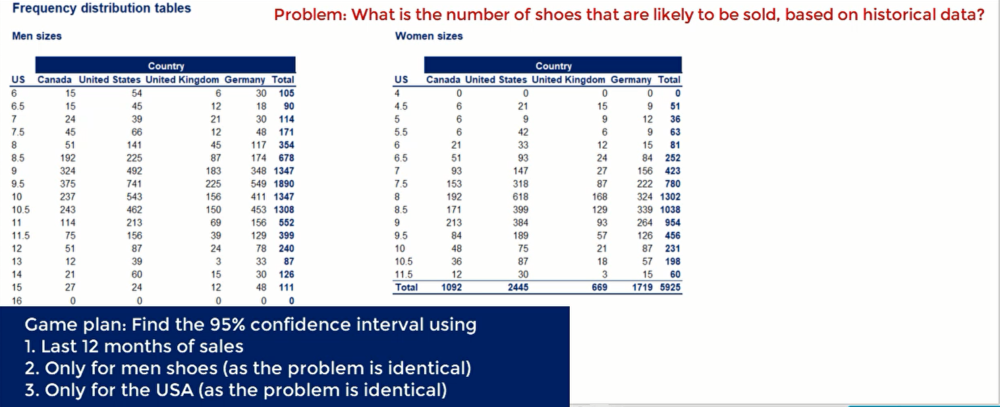 Frequency distribution tables
Problem: What is the number of shoes that are likely to be sold, based on historical data?
Men sizes
Country
US Canada United States United Kingdom Germany Total
6 15 54 6 30 105
6.5 15 45 12 18 90
7 24 39 21 30 114
7.5 45 66 12 48 171
8 51 141 45 117 354
8.5 192 225 87 174 678
9 324 492 183 348 1347
9.5 375 741 225 549 1890
10 237 543 156 411 1347
10.5 243 462 150 453 1308
11 114 213 69 156 552
11.5 75 156 39 129 399
12 51 87 24 78 240
13 12 39 3 33 87
14 21 60 15 30 126
15 27 24 12 48 111
16 0 0 0 0 0
Women sizes
Country
US Canada United States United Kingdom Germany Total
4 0 0 0 0 0
4.5 6 21 15 9 51
5 6 9 9 12 36
5.5 6 42 6 9 63
6 21 33 12 15 81
6.5 51 93 24 84 252
7 93 147 27 156 423
7.5 153 318 87 222 780
8 192 618 168 324 1302
8.5 171 399 129 339 1038
9 213 384 93 264 954
9.5 84 189 57 126 456
10 48 75 21 87 231
10.5 36 87 18 57 198
11.5 12 30 3 15 60
Total 1092 2445 669 1719 5925
Game plan: Find the 95% confidence interval using
1. Last 12 months of sales
2. Only for men shoes (as the problem is identical)
3. Only for the USA (as the problem is identical)